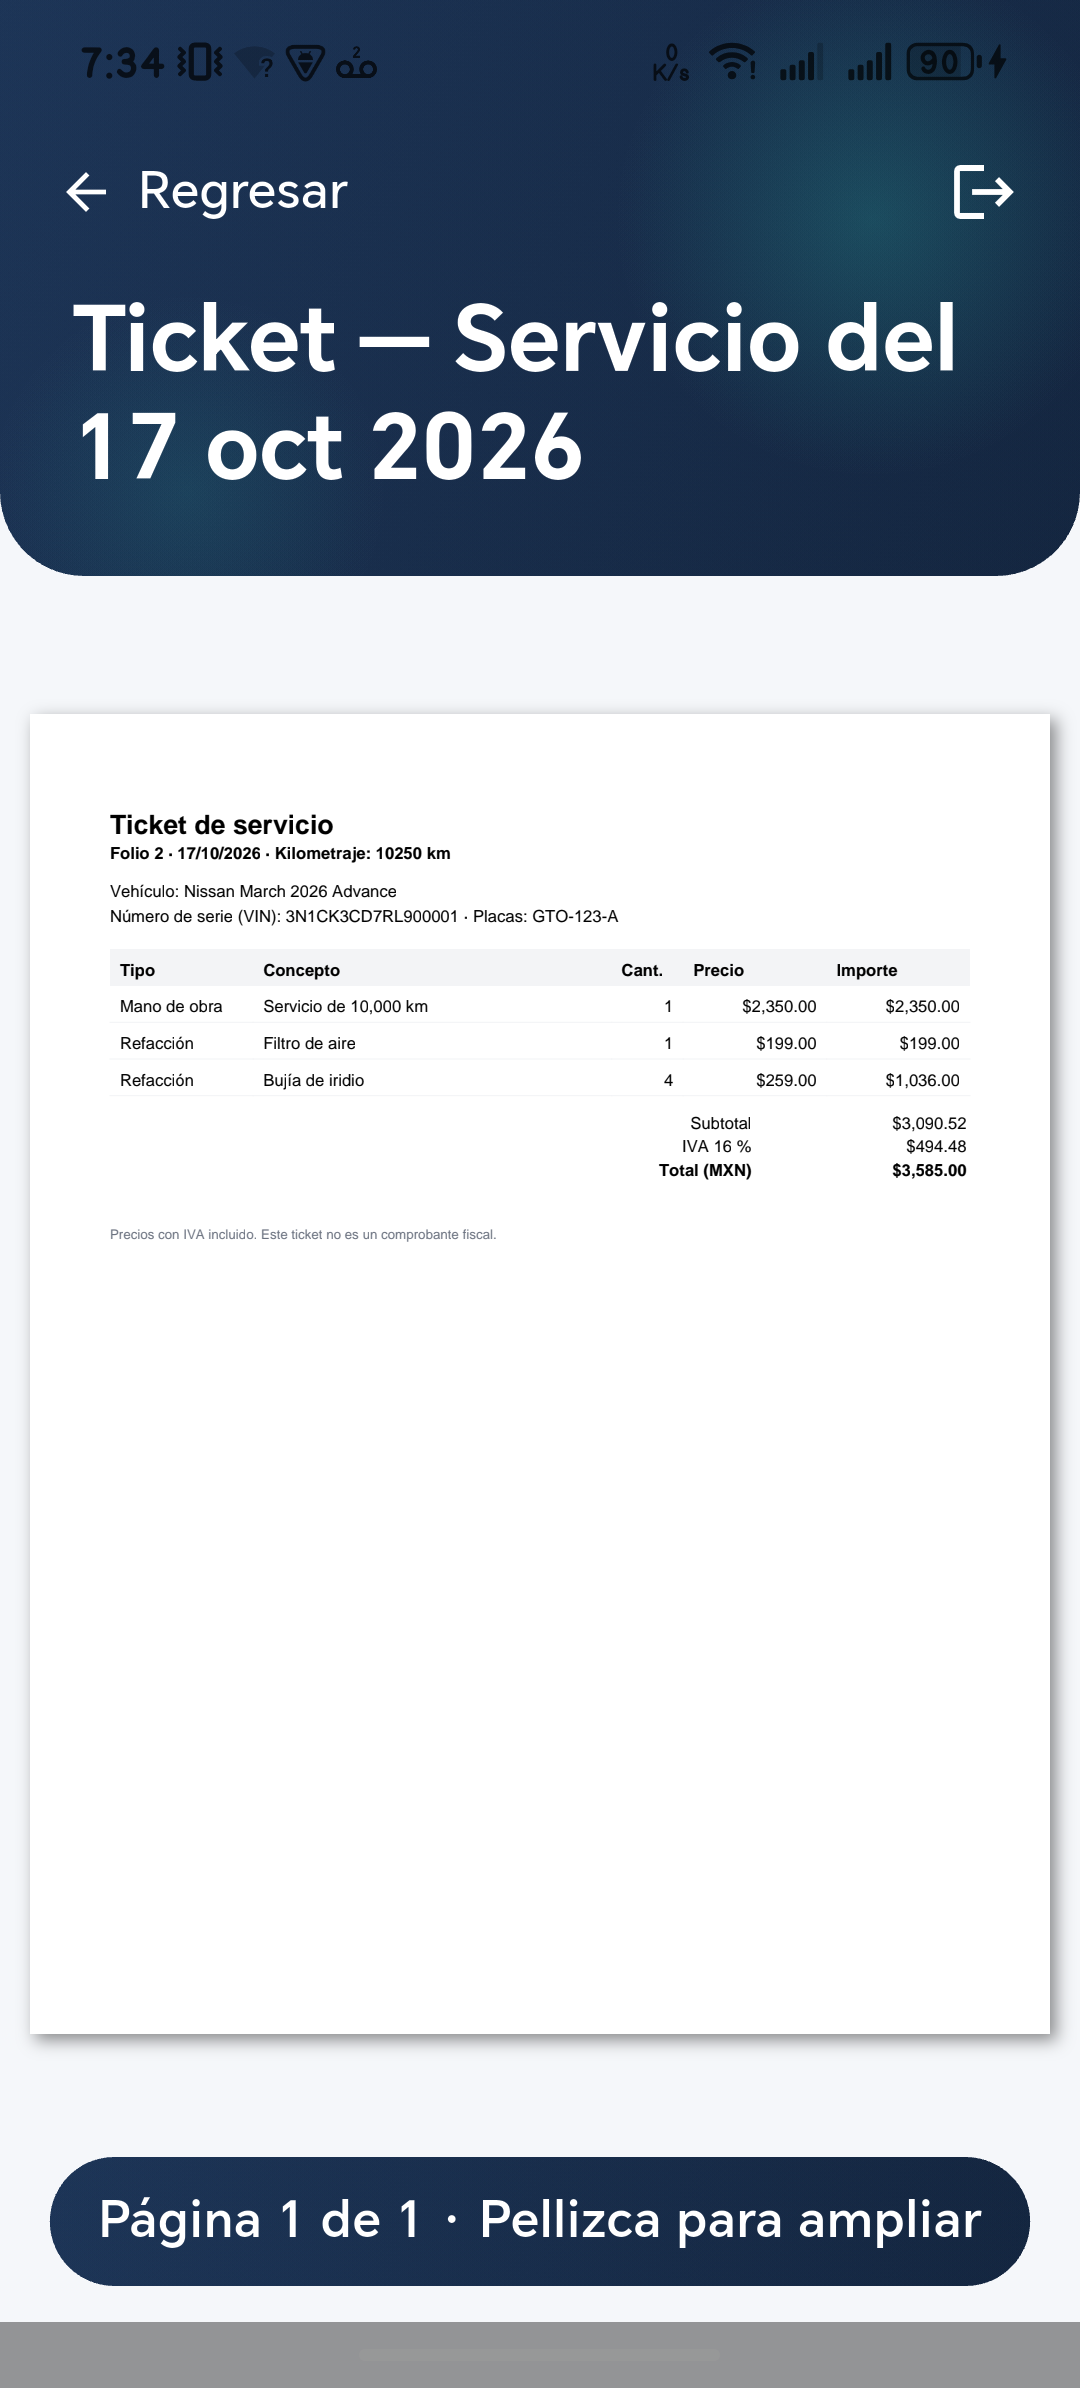 7:34
2
0 K/s
90
Regresar
Ticket — Servicio del
17 oct 2026
Ticket de servicio
Folio 2 · 17/10/2026 · Kilometraje: 10250 km
Vehículo: Nissan March 2026 Advance
Número de serie (VIN): 3N1CK3CD7RL900001 · Placas: GTO-123-A
Tipo Concepto Cant. Precio Importe
Mano de obra Servicio de 10,000 km 1 $2,350.00 $2,350.00
Refacción Filtro de aire 1 $199.00 $199.00
Refacción Bujía de iridio 4 $259.00 $1,036.00
Subtotal $3,090.52
IVA 16 % $494.48
Total (MXN) $3,585.00
Precios con IVA incluido. Este ticket no es un comprobante fiscal.
Página 1 de 1 · Pellizca para ampliar